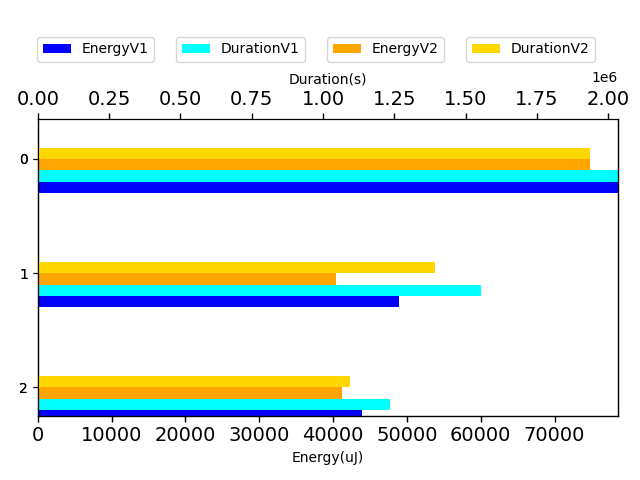 EnergyV1 DurationV1 EnergyV2 DurationV2
Duration(s) 1e6
0.00 0.25 0.50 0.75 1.00 1.25 1.50 1.75 2.00
0
1
2
0 10000 20000 30000 40000 50000 60000 70000
Energy(uJ)